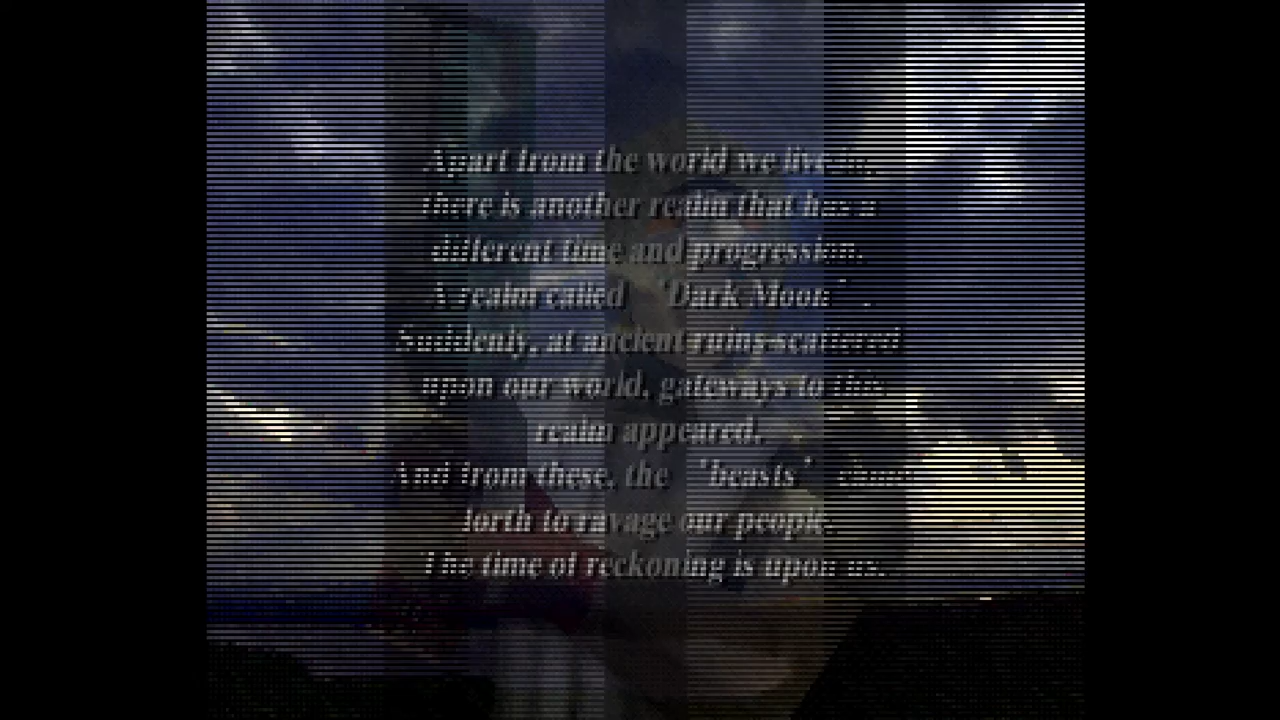 Apart from the world we live in,
there is another realm that has a
different time and progression.
A realm called 'Dark Moon'.
Suddenly, at ancient ruins scattered
upon our world, gateways to this
realm appeared.
And from these, the 'beasts'
forth to ravage our people.
The time of reckoning is upon us.